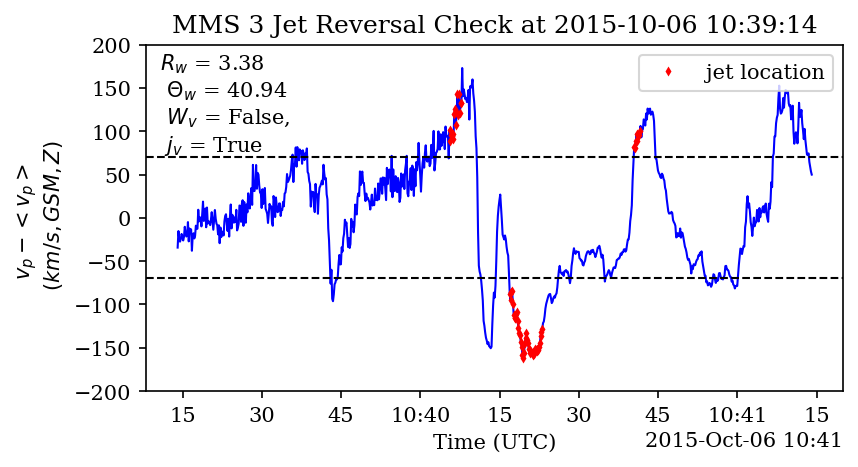 MMS 3 Jet Reversal Check at 2015-10-06 10:39:14
R_w = 3.38
Θ_w = 40.94
W_v = False,
j_v = True
jet location
200
150
100
50
0
−50
−100
−150
−200
v_p − < v_p >
(km/s, GSM, Z)
15 30 45 10:40 15 30 45 10:41 15
Time (UTC)
2015-Oct-06 10:41